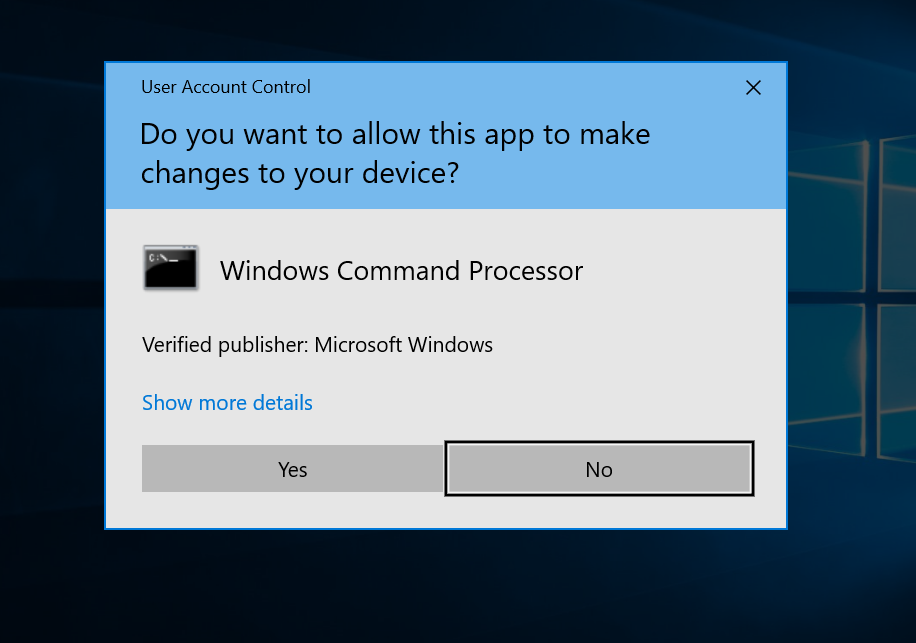 User Account Control
Do you want to allow this app to make
changes to your device?
C:\>_
Windows Command Processor
Verified publisher: Microsoft Windows
Show more details
Yes
No